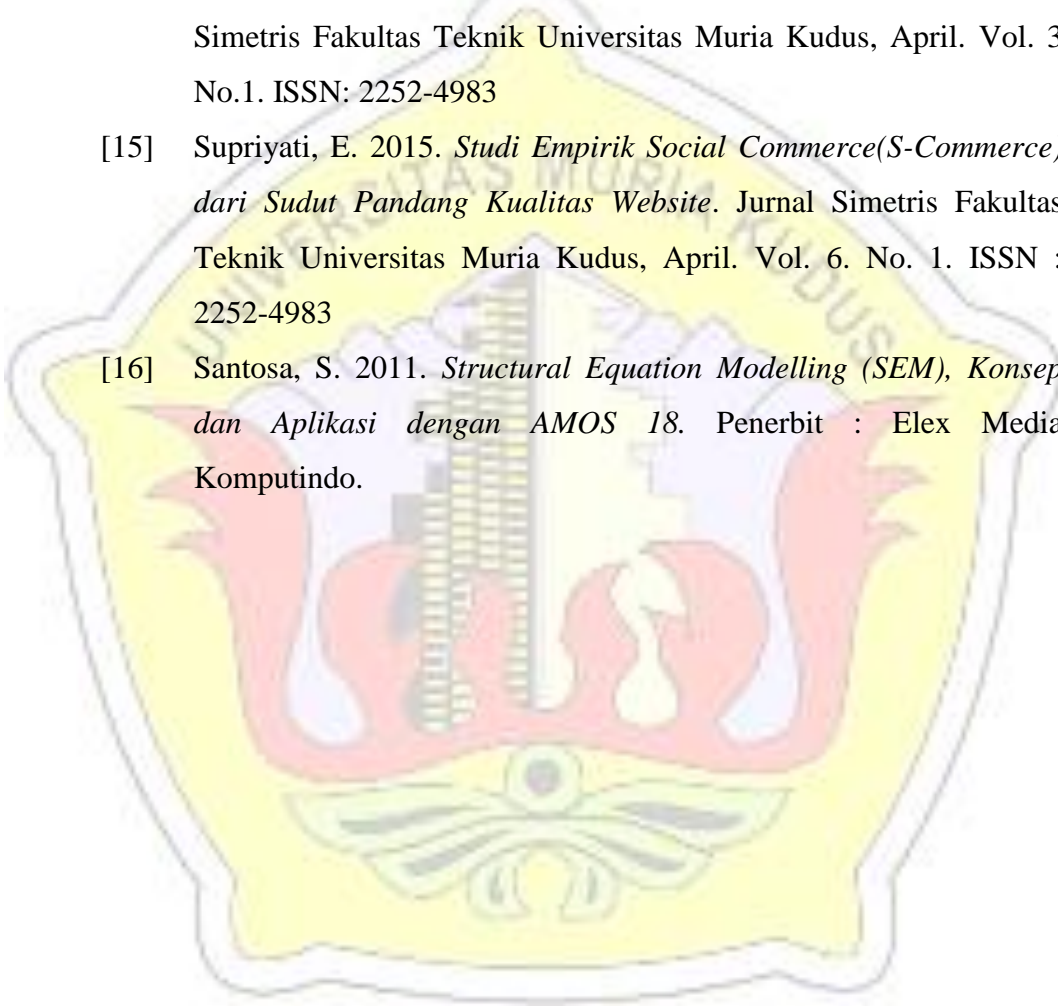 Simetris Fakultas Teknik Universitas Muria Kudus, April. Vol. 3
No.1. ISSN: 2252-4983
[15] Supriyati, E. 2015. Studi Empirik Social Commerce(S-Commerce)
dari Sudut Pandang Kualitas Website. Jurnal Simetris Fakultas
Teknik Universitas Muria Kudus, April. Vol. 6. No. 1. ISSN :
2252-4983
[16] Santosa, S. 2011. Structural Equation Modelling (SEM), Konsep
dan Aplikasi dengan AMOS 18. Penerbit : Elex Media
Komputindo.
UNIVERSITAS MURIA KUDUS